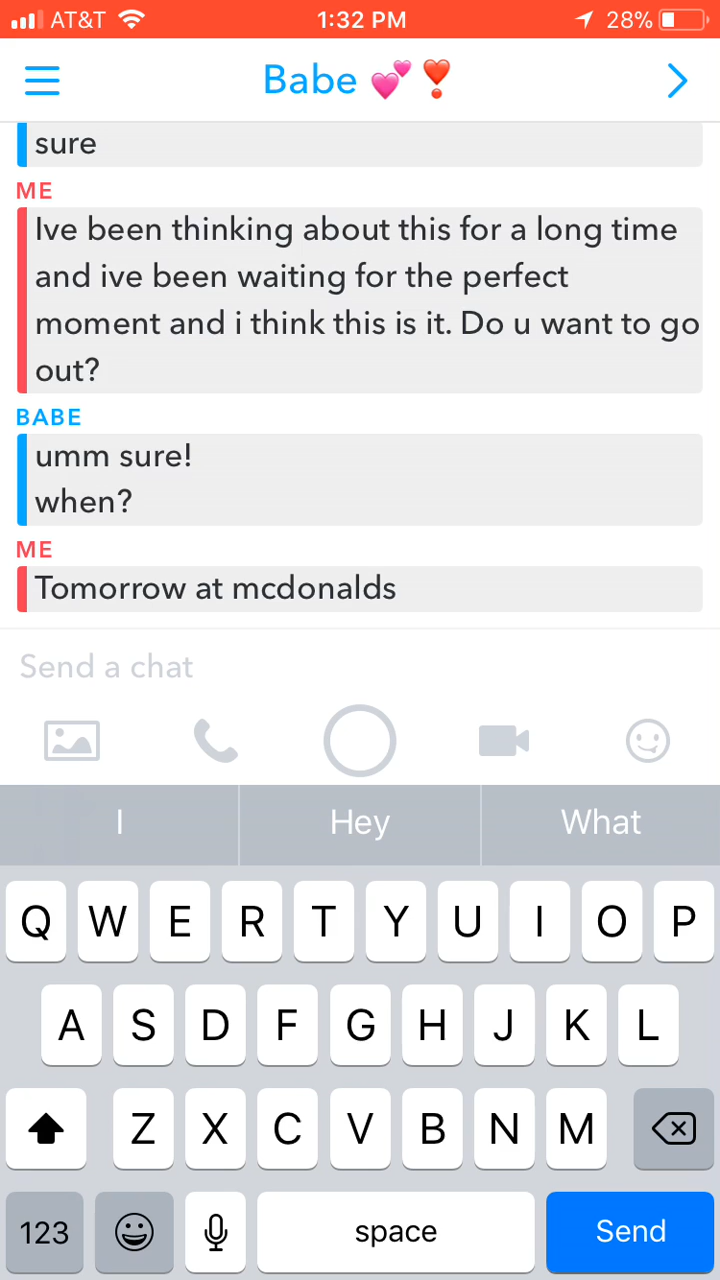 AT&T 1:32 PM 28%
Babe 💕 ❣️
sure
ME
Ive been thinking about this for a long time
and ive been waiting for the perfect
moment and i think this is it. Do u want to go
out?
BABE
umm sure!
when?
ME
Tomorrow at mcdonalds
Send a chat
I Hey What
Q W E R T Y U I O P
A S D F G H J K L
Z X C V B N M
123 space Send